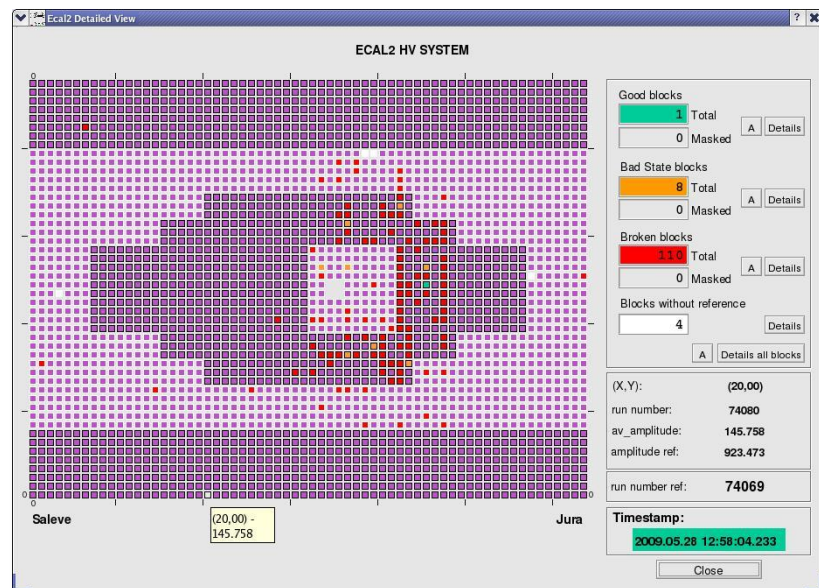 Ecal2 Detailed View
ECAL2 HV SYSTEM
0
Good blocks
1 Total
0 Masked
A Details
Bad State blocks
8 Total
0 Masked
A Details
Broken blocks
110 Total
0 Masked
A Details
Blocks without reference
4 Details
A Details all blocks
(X,Y): (20,00)
run number: 74080
av_amplitude: 145.758
amplitude ref: 923.473
run number ref: 74069
0 0
0
Saleve
(20,00) -
145.758
Jura
Timestamp:
2009.05.28 12:58:04.233
Close